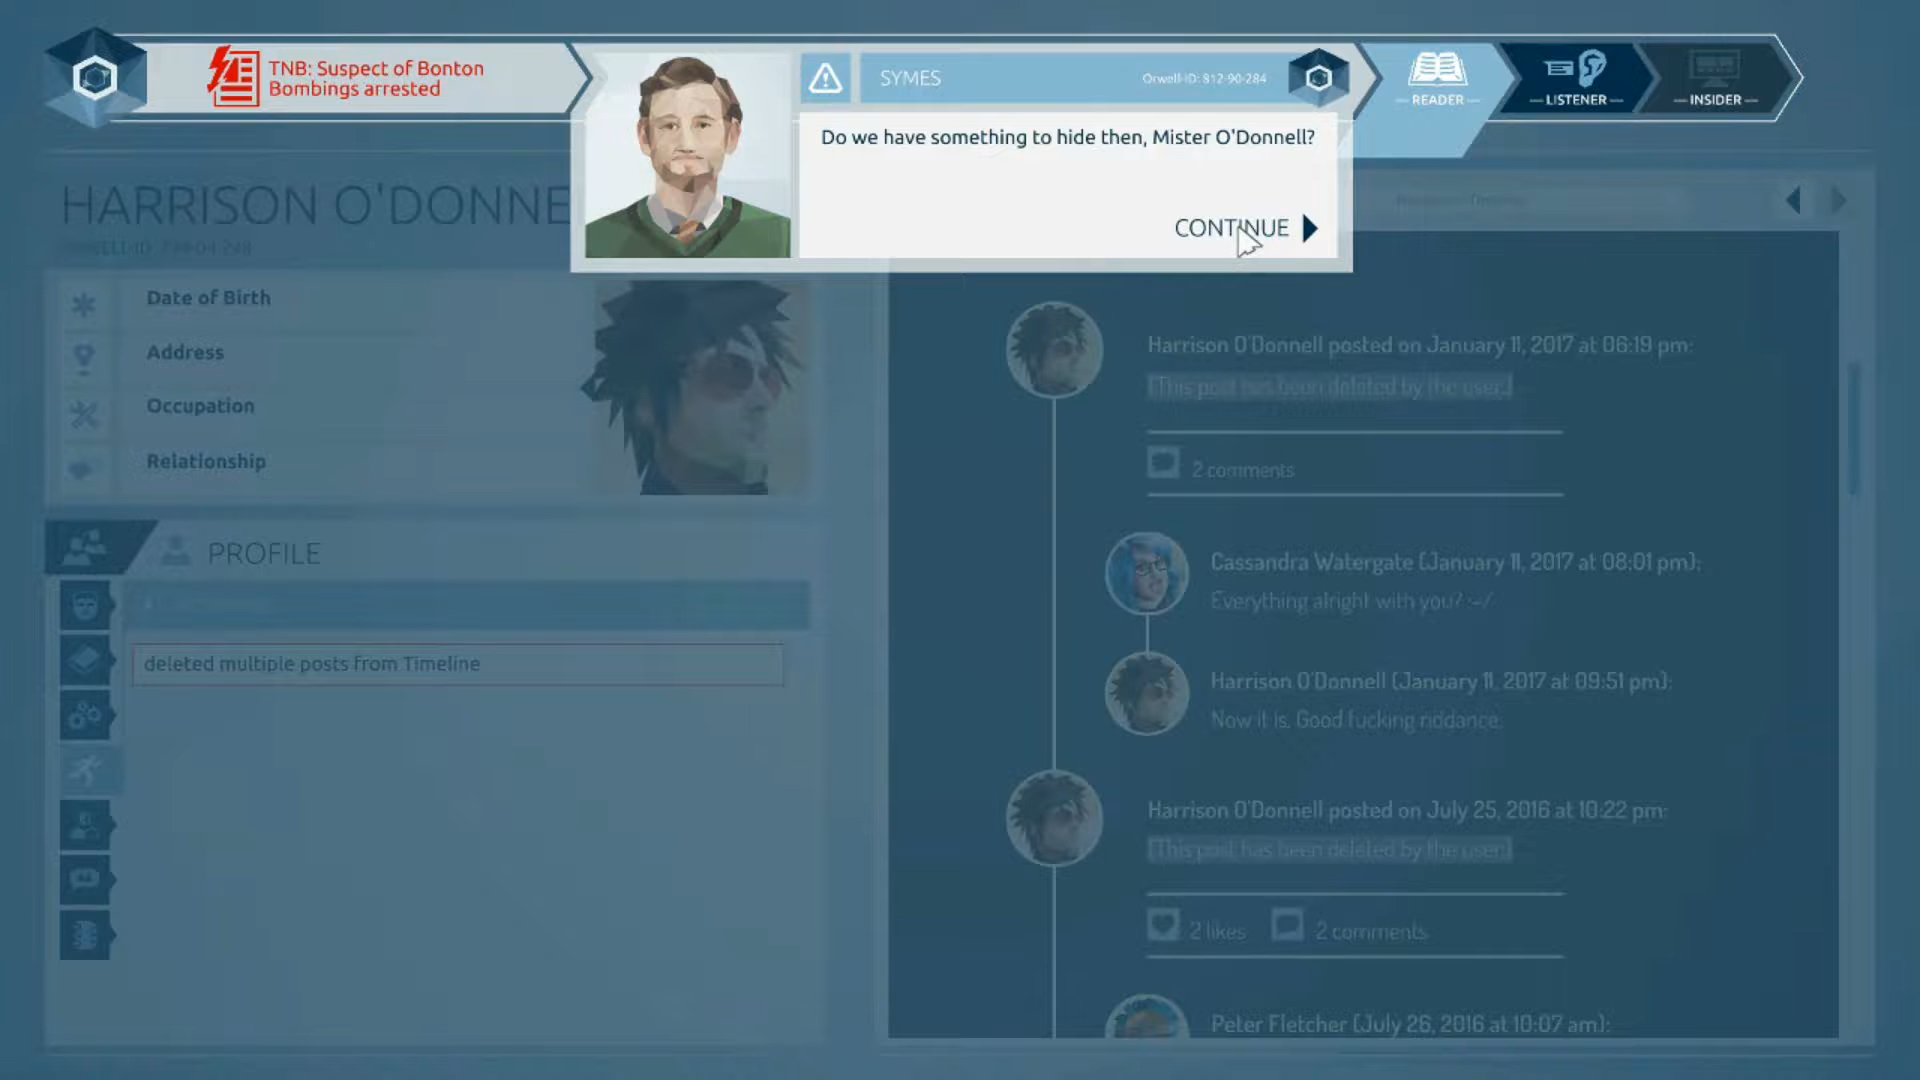 TNB: Suspect of Bonton
Bombings arrested
SYMES
Orwell-ID: 812-90-284
Do we have something to hide then, Mister O'Donnell?
CONTINUE
READER
LISTENER
INSIDER
HARRISON O'DONNE
Date of Birth
Address
Occupation
Relationship
PROFILE
deleted multiple posts from Timeline
Harrison O'Donnell posted on January 11, 2017 at 06:19 pm:
[This post has been deleted by the user.]
2 comments
Cassandra Watergate (January 11, 2017 at 08:01 pm):
Everything alright with you? :-/
Harrison O'Donnell (January 11, 2017 at 09:51 pm):
Now it is. Good fucking riddance.
Harrison O'Donnell posted on July 25, 2016 at 10:22 pm:
[This post has been deleted by the user.]
2 likes 2 comments
Peter Fletcher (July 26, 2016 at 10:07 am):